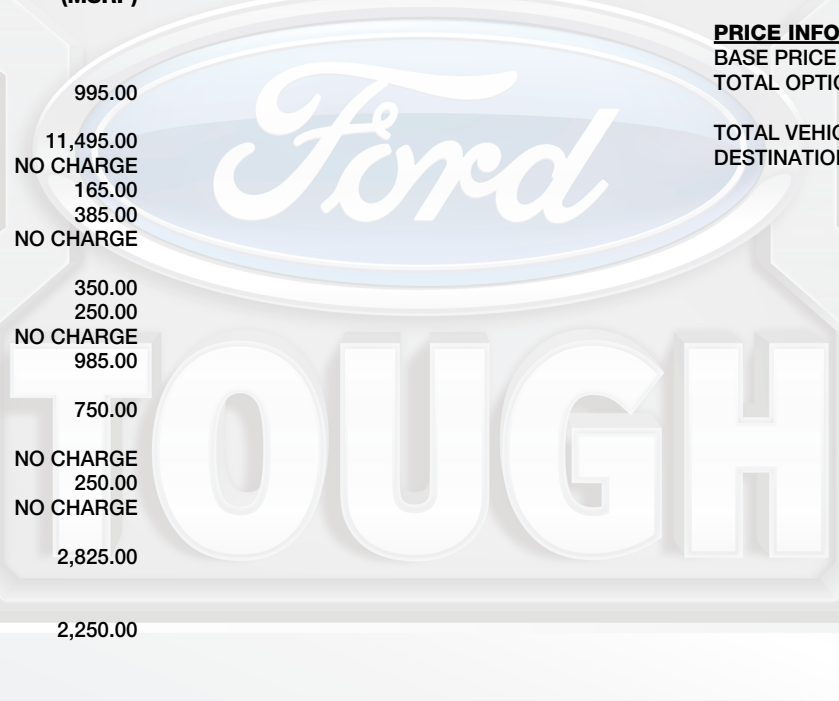 (MSRP)
995.00
11,495.00
NO CHARGE
165.00
385.00
NO CHARGE
350.00
250.00
NO CHARGE
985.00
750.00
NO CHARGE
250.00
NO CHARGE
2,825.00
2,250.00
PRICE INFO
BASE PRICE
TOTAL OPTIO
TOTAL VEHIC
DESTINATION
Ford
TOUGH